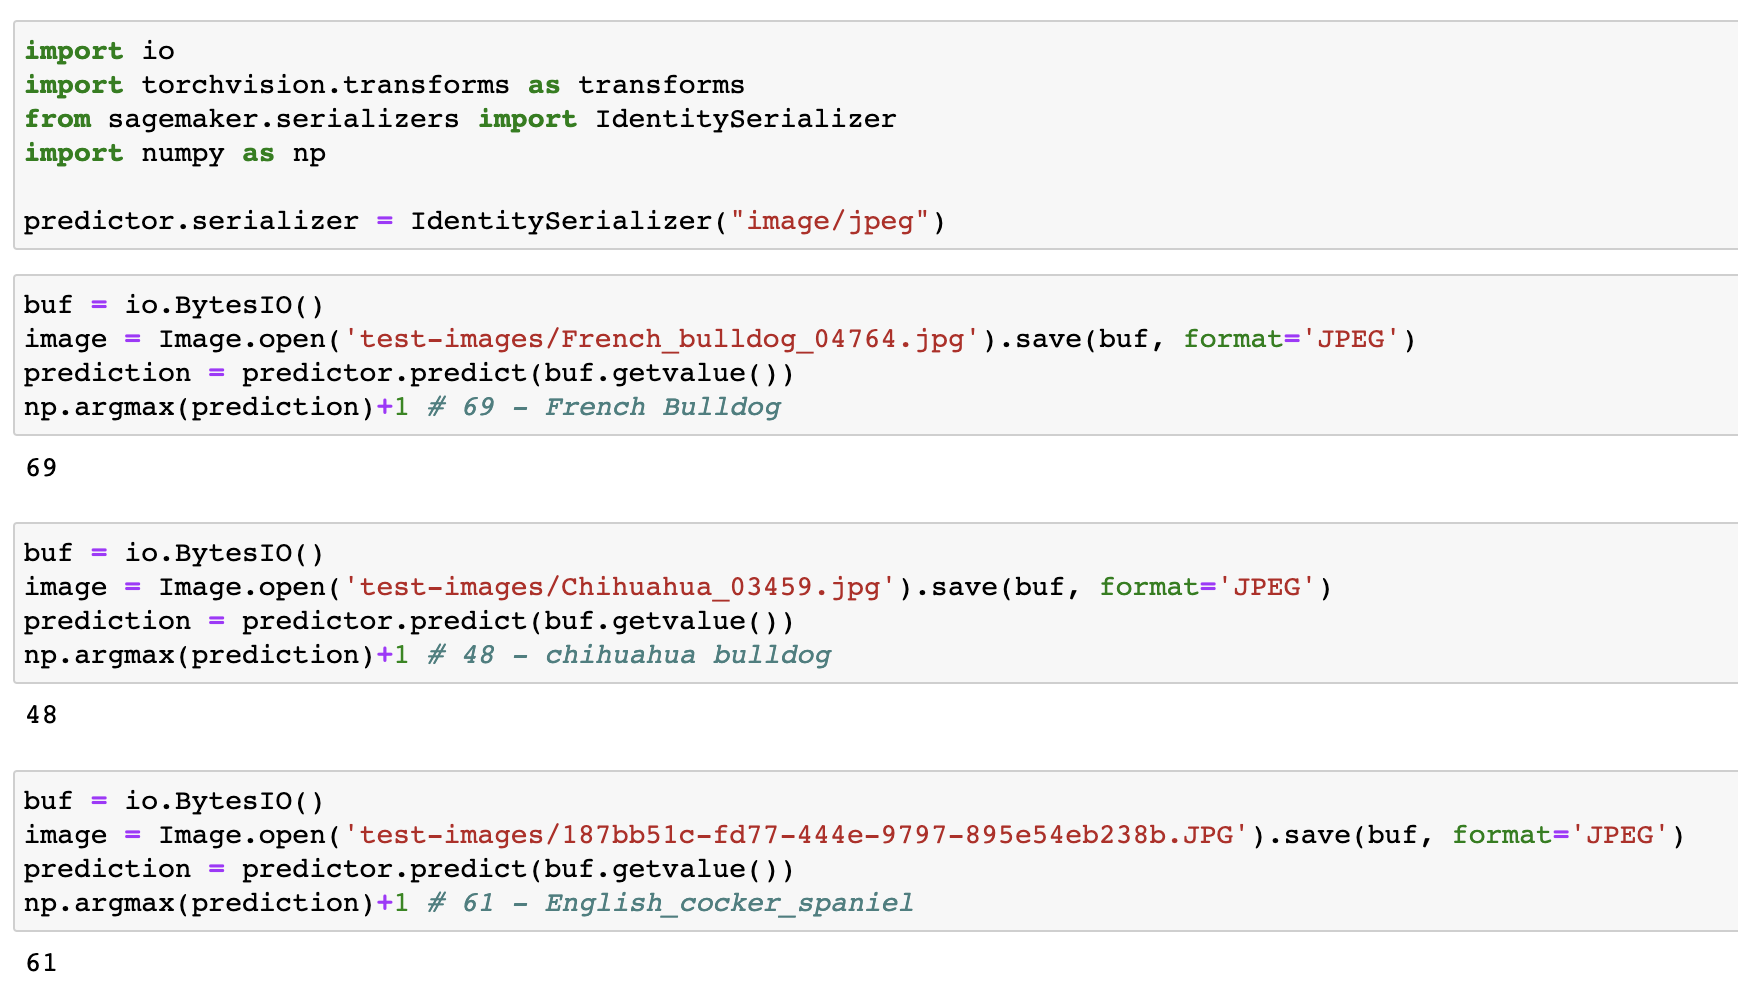 import io
import torchvision.transforms as transforms
from sagemaker.serializers import IdentitySerializer
import numpy as np
predictor.serializer = IdentitySerializer("image/jpeg")
buf = io.BytesIO()
image = Image.open('test-images/French_bulldog_04764.jpg').save(buf, format='JPEG')
prediction = predictor.predict(buf.getvalue())
np.argmax(prediction)+1 # 69 - French Bulldog
69
buf = io.BytesIO()
image = Image.open('test-images/Chihuahua_03459.jpg').save(buf, format='JPEG')
prediction = predictor.predict(buf.getvalue())
np.argmax(prediction)+1 # 48 - chihuahua bulldog
48
buf = io.BytesIO()
image = Image.open('test-images/187bb51c-fd77-444e-9797-895e54eb238b.JPG').save(buf, format='JPEG')
prediction = predictor.predict(buf.getvalue())
np.argmax(prediction)+1 # 61 - English_cocker_spaniel
61